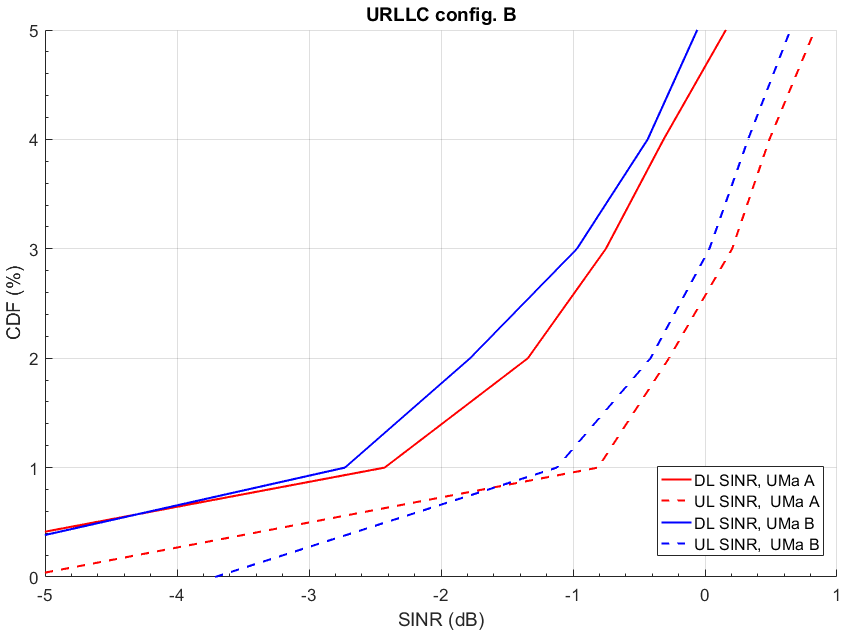 URLLC config. B
5
4
3
2
1
0
CDF (%)
-5
-4
-3
-2
-1
0
1
SINR (dB)
DL SINR, UMa A
UL SINR,  UMa A
DL SINR, UMa B
UL SINR,  UMa B